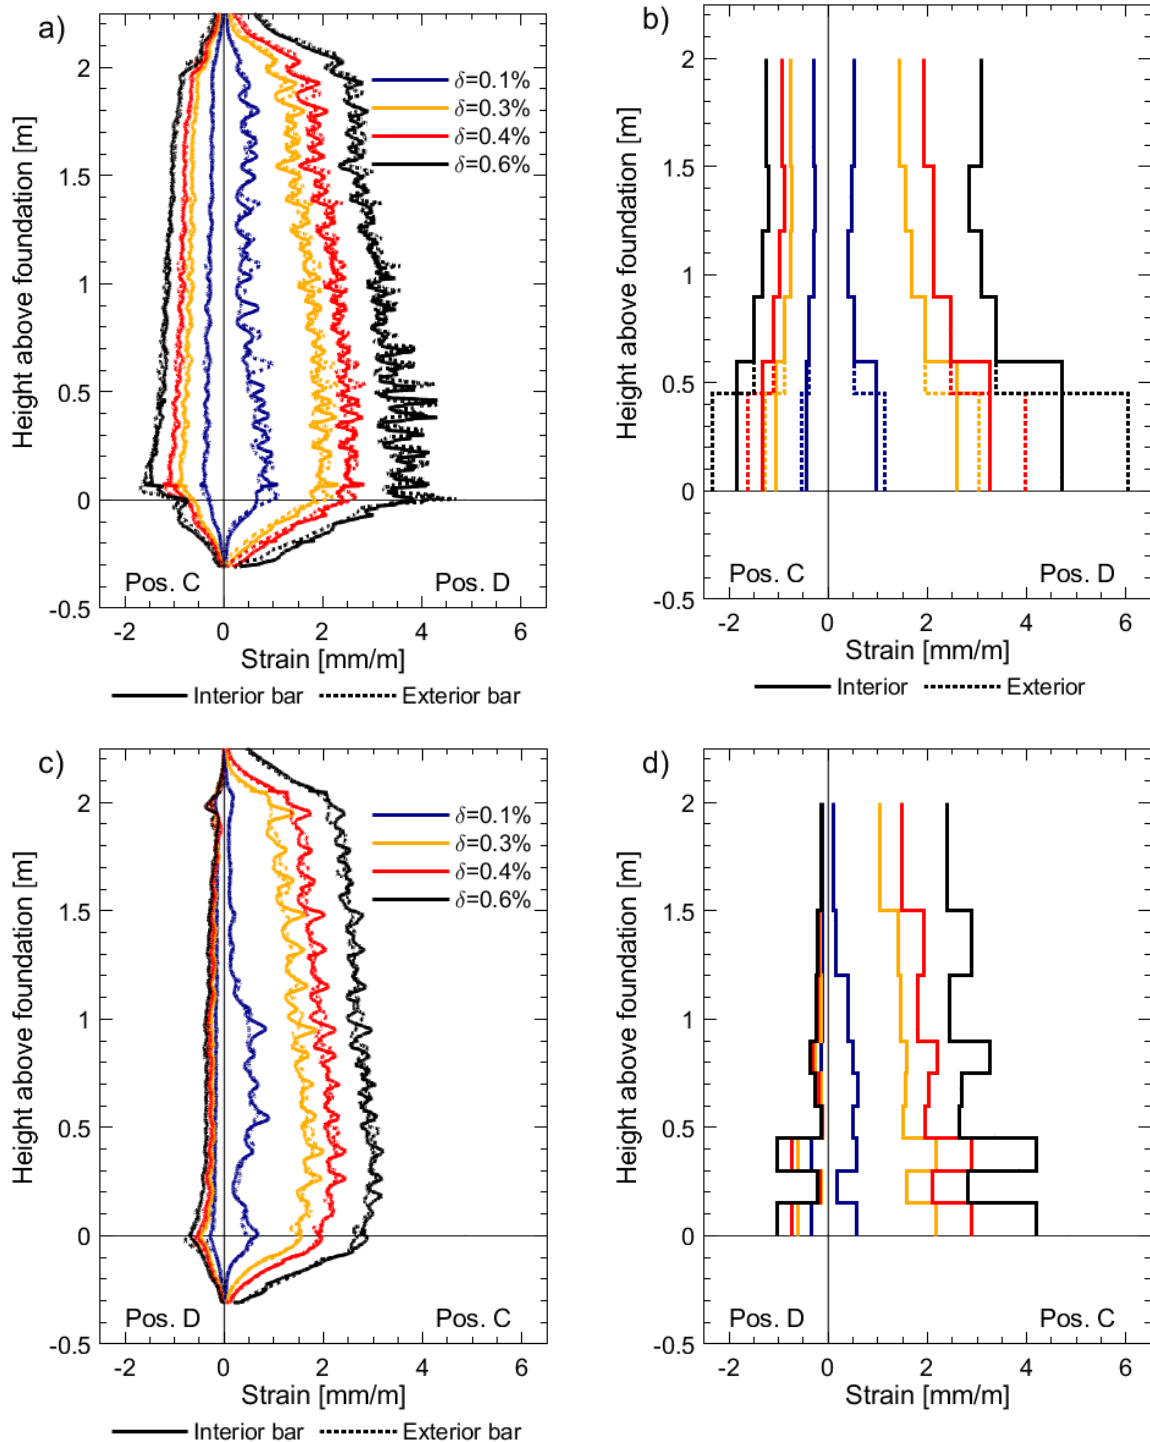 a)
δ=0.1%
δ=0.3%
δ=0.4%
δ=0.6%
Height above foundation [m]
2
1.5
1
0.5
0
-0.5
Pos. C
Pos. D
-2 0 2 4 6
Strain [mm/m]
Interior bar Exterior bar
b)
Height above foundation [m]
2
1.5
1
0.5
0
-0.5
Pos. C
Pos. D
-2 0 2 4 6
Strain [mm/m]
Interior Exterior
c)
δ=0.1%
δ=0.3%
δ=0.4%
δ=0.6%
Height above foundation [m]
2
1.5
1
0.5
0
-0.5
Pos. D
Pos. C
-2 0 2 4 6
Strain [mm/m]
Interior bar Exterior bar
d)
Height above foundation [m]
2
1.5
1
0.5
0
-0.5
Pos. D
Pos. C
-2 0 2 4 6
Strain [mm/m]